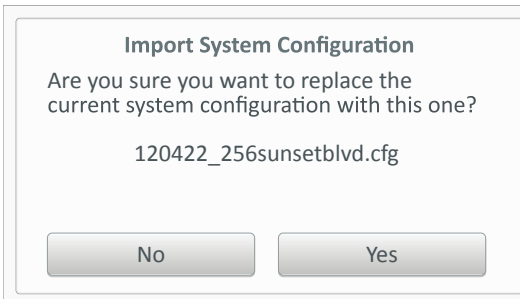 Import System Configuration
Are you sure you want to replace the
current system configuration with this one?
120422_256sunsetblvd.cfg
No
Yes